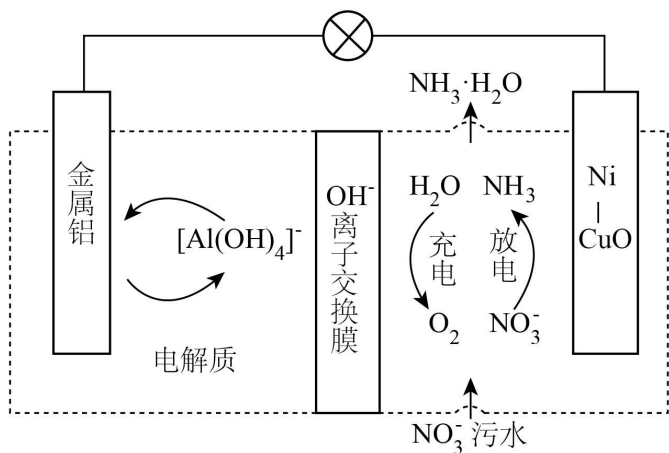 NH₃·H₂O
金属铝
[Al(OH)₄]⁻
电解质
OH⁻离子交换膜
H₂O NH₃
充电 放电
O₂ NO₃⁻
Ni-CuO
NO₃⁻污水